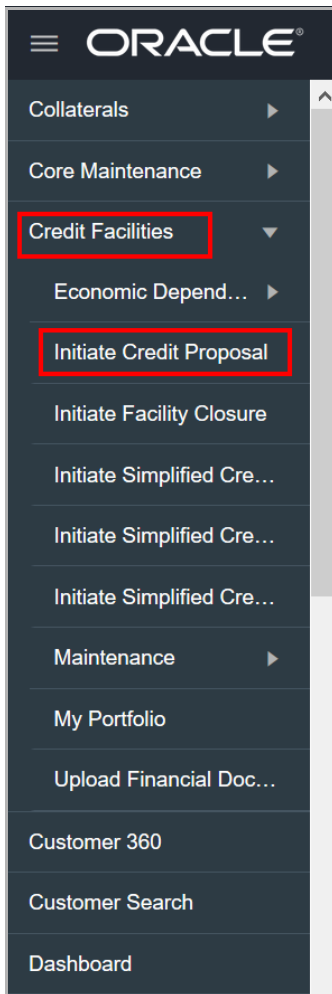 ORACLE®
Collaterals
Core Maintenance
Credit Facilities
Economic Depend...
Initiate Credit Proposal
Initiate Facility Closure
Initiate Simplified Cre...
Initiate Simplified Cre...
Initiate Simplified Cre...
Maintenance
My Portfolio
Upload Financial Doc...
Customer 360
Customer Search
Dashboard